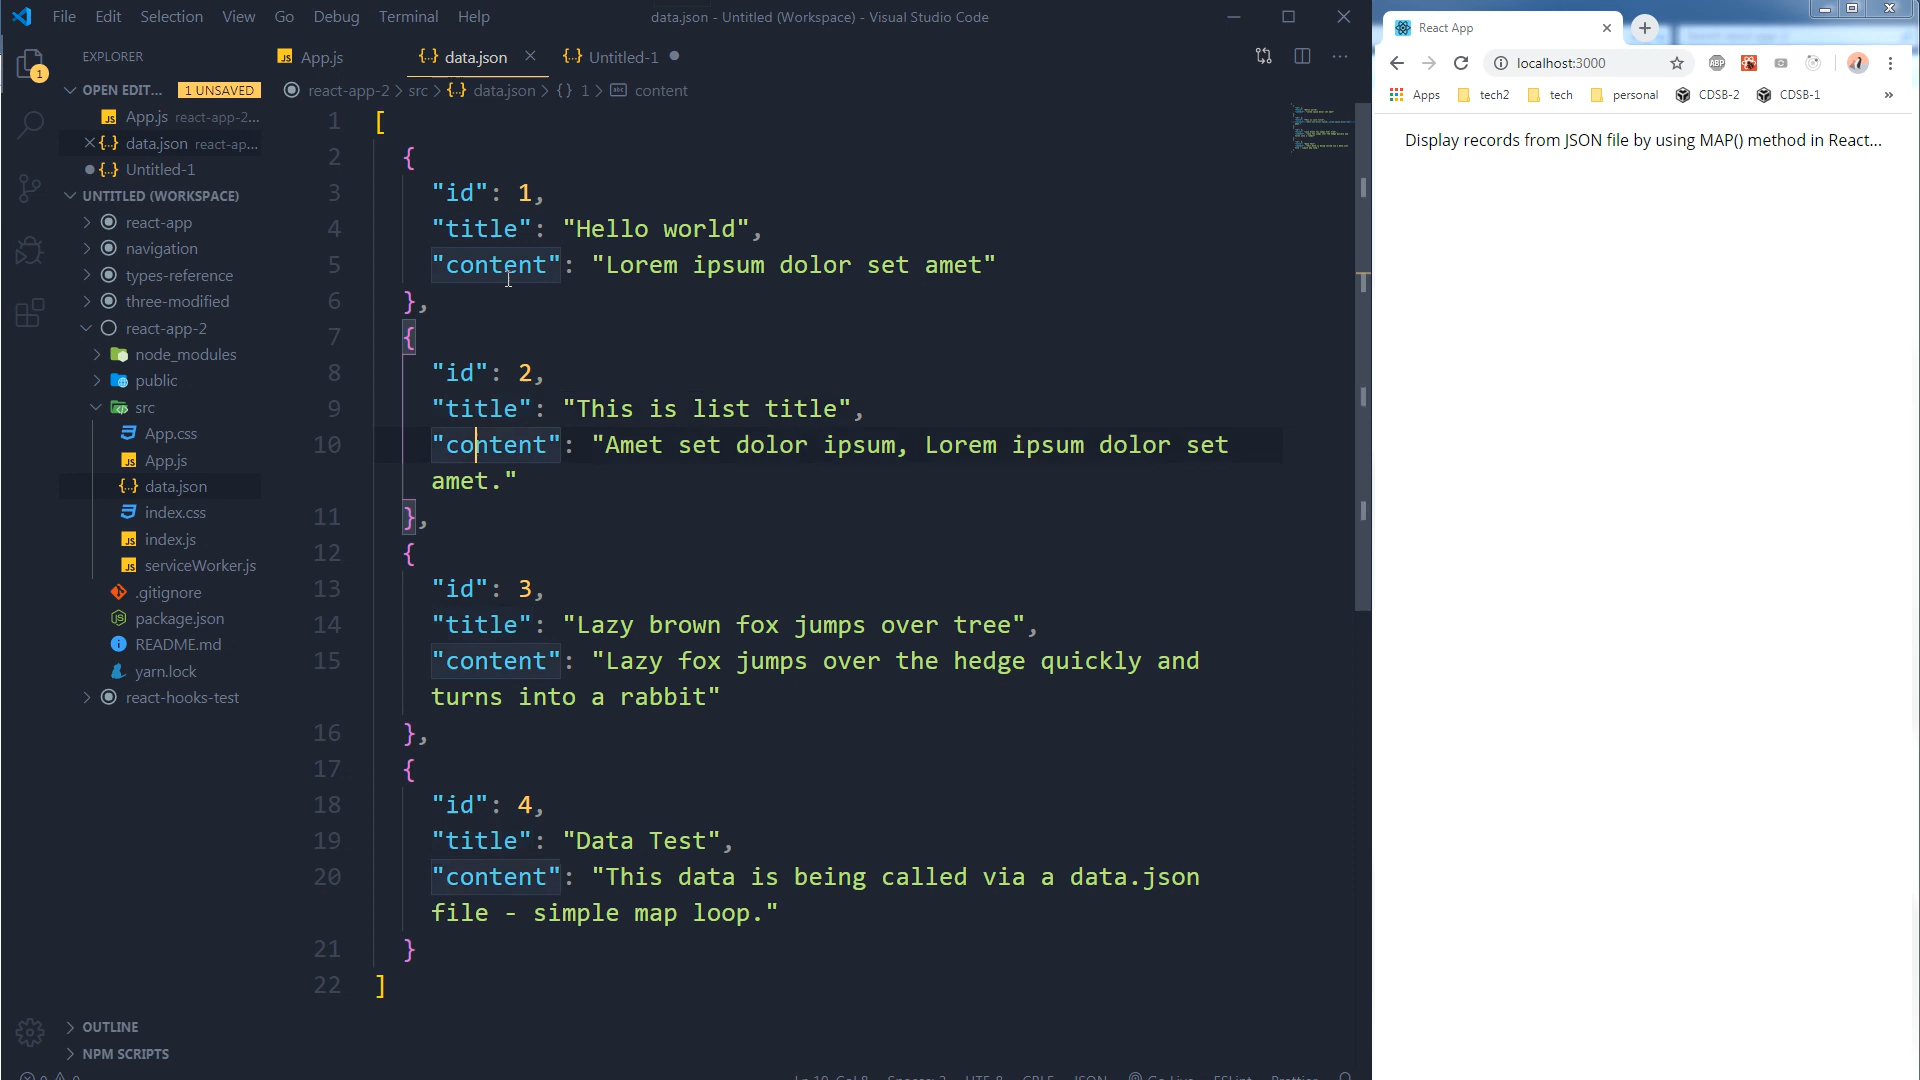 File Edit Selection View Go Debug Terminal Help
data.json - Untitled (Workspace) - Visual Studio Code
EXPLORER
OPEN EDIT... 1 UNSAVED
App.js react-app-2...
data.json react-ap...
Untitled-1
UNTITLED (WORKSPACE)
react-app
navigation
types-reference
three-modified
react-app-2
node_modules
public
src
App.css
App.js
data.json
index.css
index.js
serviceWorker.js
.gitignore
package.json
README.md
yarn.lock
react-hooks-test
OUTLINE
NPM SCRIPTS
1
App.js data.json Untitled-1
react-app-2 > src > {··} data.json > {} 1 > content
1 [
2 {
3 "id": 1,
4 "title": "Hello world",
5 "content": "Lorem ipsum dolor set amet"
6 },
7 {
8 "id": 2,
9 "title": "This is list title",
10 "content": "Amet set dolor ipsum, Lorem ipsum dolor set
amet."
11 },
12 {
13 "id": 3,
14 "title": "Lazy brown fox jumps over tree",
15 "content": "Lazy fox jumps over the hedge quickly and
turns into a rabbit"
16 },
17 {
18 "id": 4,
19 "title": "Data Test",
20 "content": "This data is being called via a data.json
file - simple map loop."
21 }
22 ]
React App
localhost:3000
ABP
Apps tech2 tech personal CDSB-2 CDSB-1 »
Display records from JSON file by using MAP() method in React...